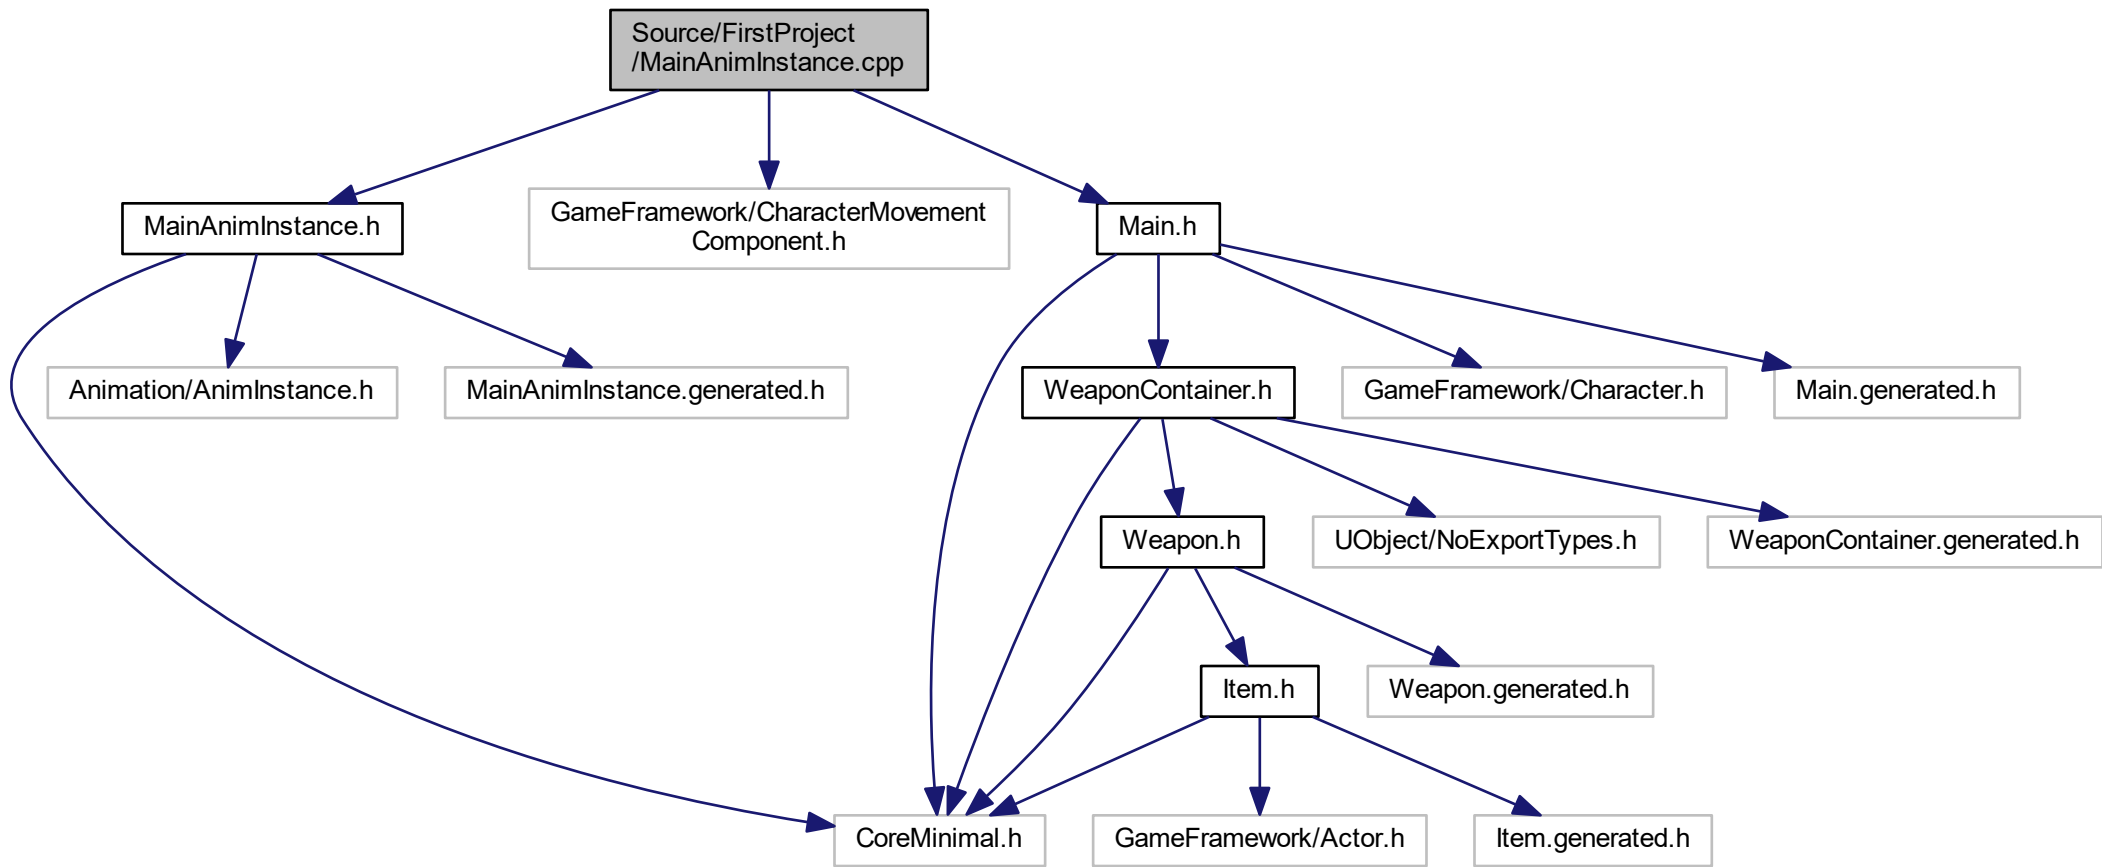 Source/FirstProject
/MainAnimInstance.cpp
MainAnimInstance.h
GameFramework/CharacterMovement
Component.h
Main.h
Animation/AnimInstance.h
MainAnimInstance.generated.h
WeaponContainer.h
GameFramework/Character.h
Main.generated.h
Weapon.h
UObject/NoExportTypes.h
WeaponContainer.generated.h
Item.h
Weapon.generated.h
CoreMinimal.h
GameFramework/Actor.h
Item.generated.h